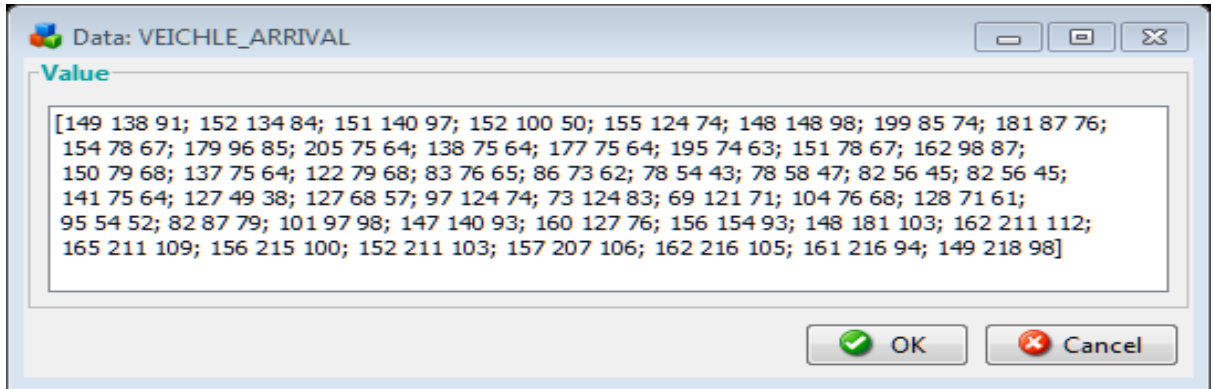 Data: VEICHLE_ARRIVAL
Value
[149 138 91; 152 134 84; 151 140 97; 152 100 50; 155 124 74; 148 148 98; 199 85 74; 181 87 76;
154 78 67; 179 96 85; 205 75 64; 138 75 64; 177 75 64; 195 74 63; 151 78 67; 162 98 87;
150 79 68; 137 75 64; 122 79 68; 83 76 65; 86 73 62; 78 54 43; 78 58 47; 82 56 45; 82 56 45;
141 75 64; 127 49 38; 127 68 57; 97 124 74; 73 124 83; 69 121 71; 104 76 68; 128 71 61;
95 54 52; 82 87 79; 101 97 98; 147 140 93; 160 127 76; 156 154 93; 148 181 103; 162 211 112;
165 211 109; 156 215 100; 152 211 103; 157 207 106; 162 216 105; 161 216 94; 149 218 98]
OK Cancel